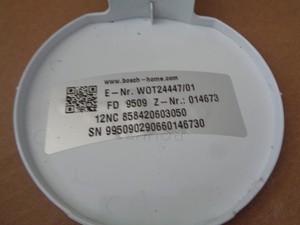 www.bosch-home.com
E-Nr. WOT24447/01
FD 9509 Z-Nr.: 014673
12NC 858420603050
SN 995090290660146730